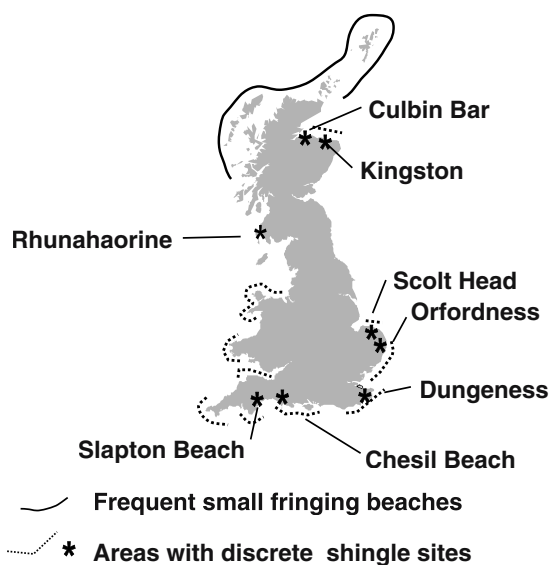 Culbin Bar
Kingston
Rhunahaorine
Scolt Head
Orfordness
Dungeness
Slapton Beach
Chesil Beach
Frequent small fringing beaches
* Areas with discrete shingle sites